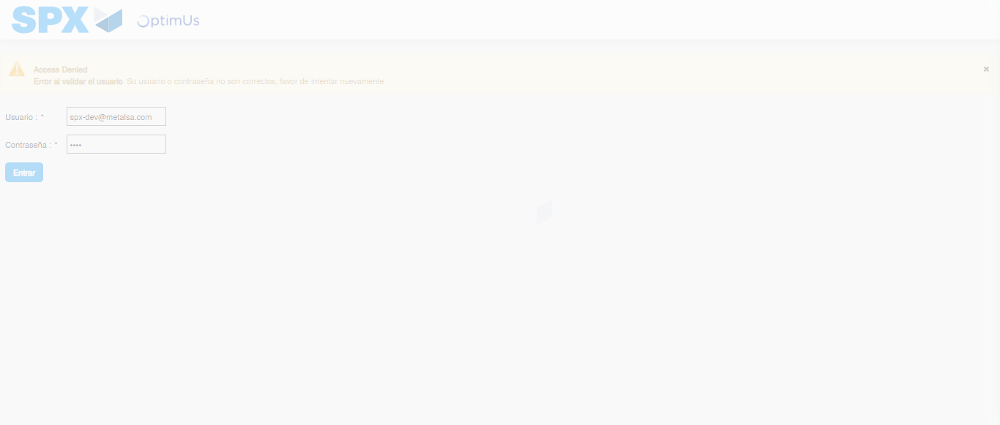 SPX OptimUs
Access Denied
Error al validar el usuario Su usuario o contraseña no son correctos, favor de intentar nuevamente
Usuario : * spx-dev@metalsa.com
Contraseña : * ••••
Entrar